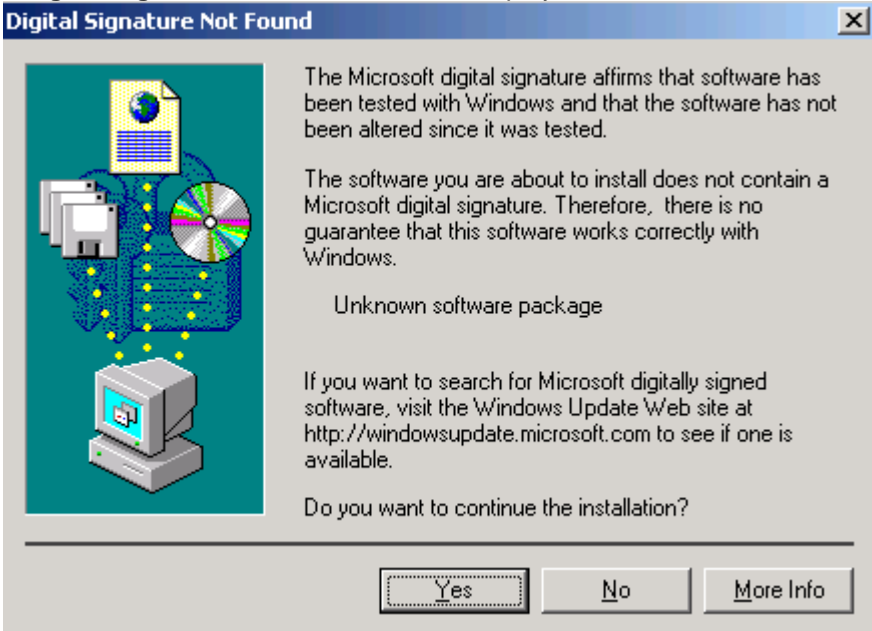 Digital Signature Not Found
The Microsoft digital signature affirms that software has
been tested with Windows and that the software has not
been altered since it was tested.
The software you are about to install does not contain a
Microsoft digital signature. Therefore,  there is no
guarantee that this software works correctly with
Windows.
Unknown software package
If you want to search for Microsoft digitally signed
software, visit the Windows Update Web site at
http://windowsupdate.microsoft.com to see if one is
available.
Do you want to continue the installation?
Yes
No
More Info